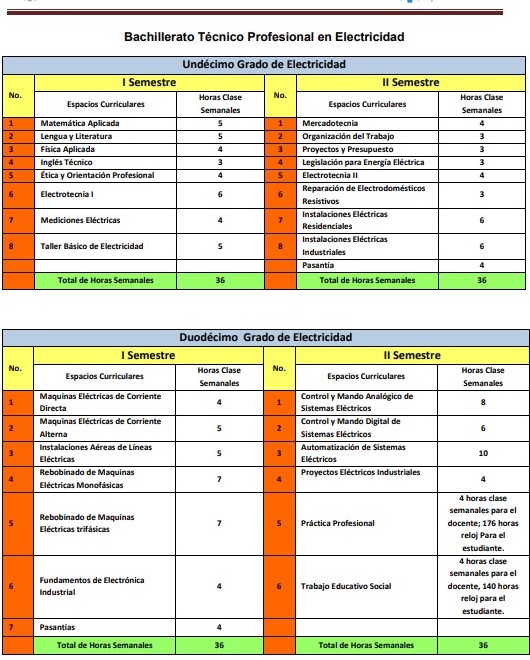 Bachillerato Técnico Profesional en Electricidad
Undécimo Grado de Electricidad
No. I Semestre No. II Semestre
Espacios Curriculares Horas Clase Semanales Espacios Curriculares Horas Clase Semanales
1 Matemática Aplicada 5 1 Mercadotecnia 4
2 Lengua y Literatura 5 2 Organización del Trabajo 3
3 Física Aplicada 4 3 Proyectos y Presupuesto 3
4 Inglés Técnico 3 4 Legislación para Energía Eléctrica 3
5 Ética y Orientación Profesional 4 5 Electrotecnia II 4
6 Electrotecnia I 6 6 Reparación de Electrodomésticos Resistivos 3
7 Mediciones Eléctricas 4 7 Instalaciones Eléctricas Residenciales 6
8 Taller Básico de Electricidad 5 8 Instalaciones Eléctricas Industriales 6
Pasantía 4
Total de Horas Semanales 36 Total de Horas Semanales 36
Duodécimo Grado de Electricidad
No. I Semestre No. II Semestre
Espacios Curriculares Horas Clase Semanales Espacios Curriculares Horas Clase Semanales
1 Maquinas Eléctricas de Corriente Directa 4 1 Control y Mando Analógico de Sistemas Eléctricos 8
2 Maquinas Eléctricas de Corriente Alterna 5 2 Control y Mando Digital de Sistemas Eléctricos 6
3 Instalaciones Aéreas de Líneas Eléctricas 5 3 Automatización de Sistemas Eléctricos 10
4 Rebobinado de Maquinas Eléctricas Monofásicas 7 4 Proyectos Eléctricos Industriales 4
5 Rebobinado de Maquinas Eléctricas trifásicas 7 5 Práctica Profesional 4 horas clase semanales para el docente; 176 horas reloj Para el estudiante.
6 Fundamentos de Electrónica Industrial 4 6 Trabajo Educativo Social 4 horas clase semanales para el docente, 140 horas reloj para el estudiante.
7 Pasantías 4
Total de Horas Semanales 36 Total de Horas Semanales 36